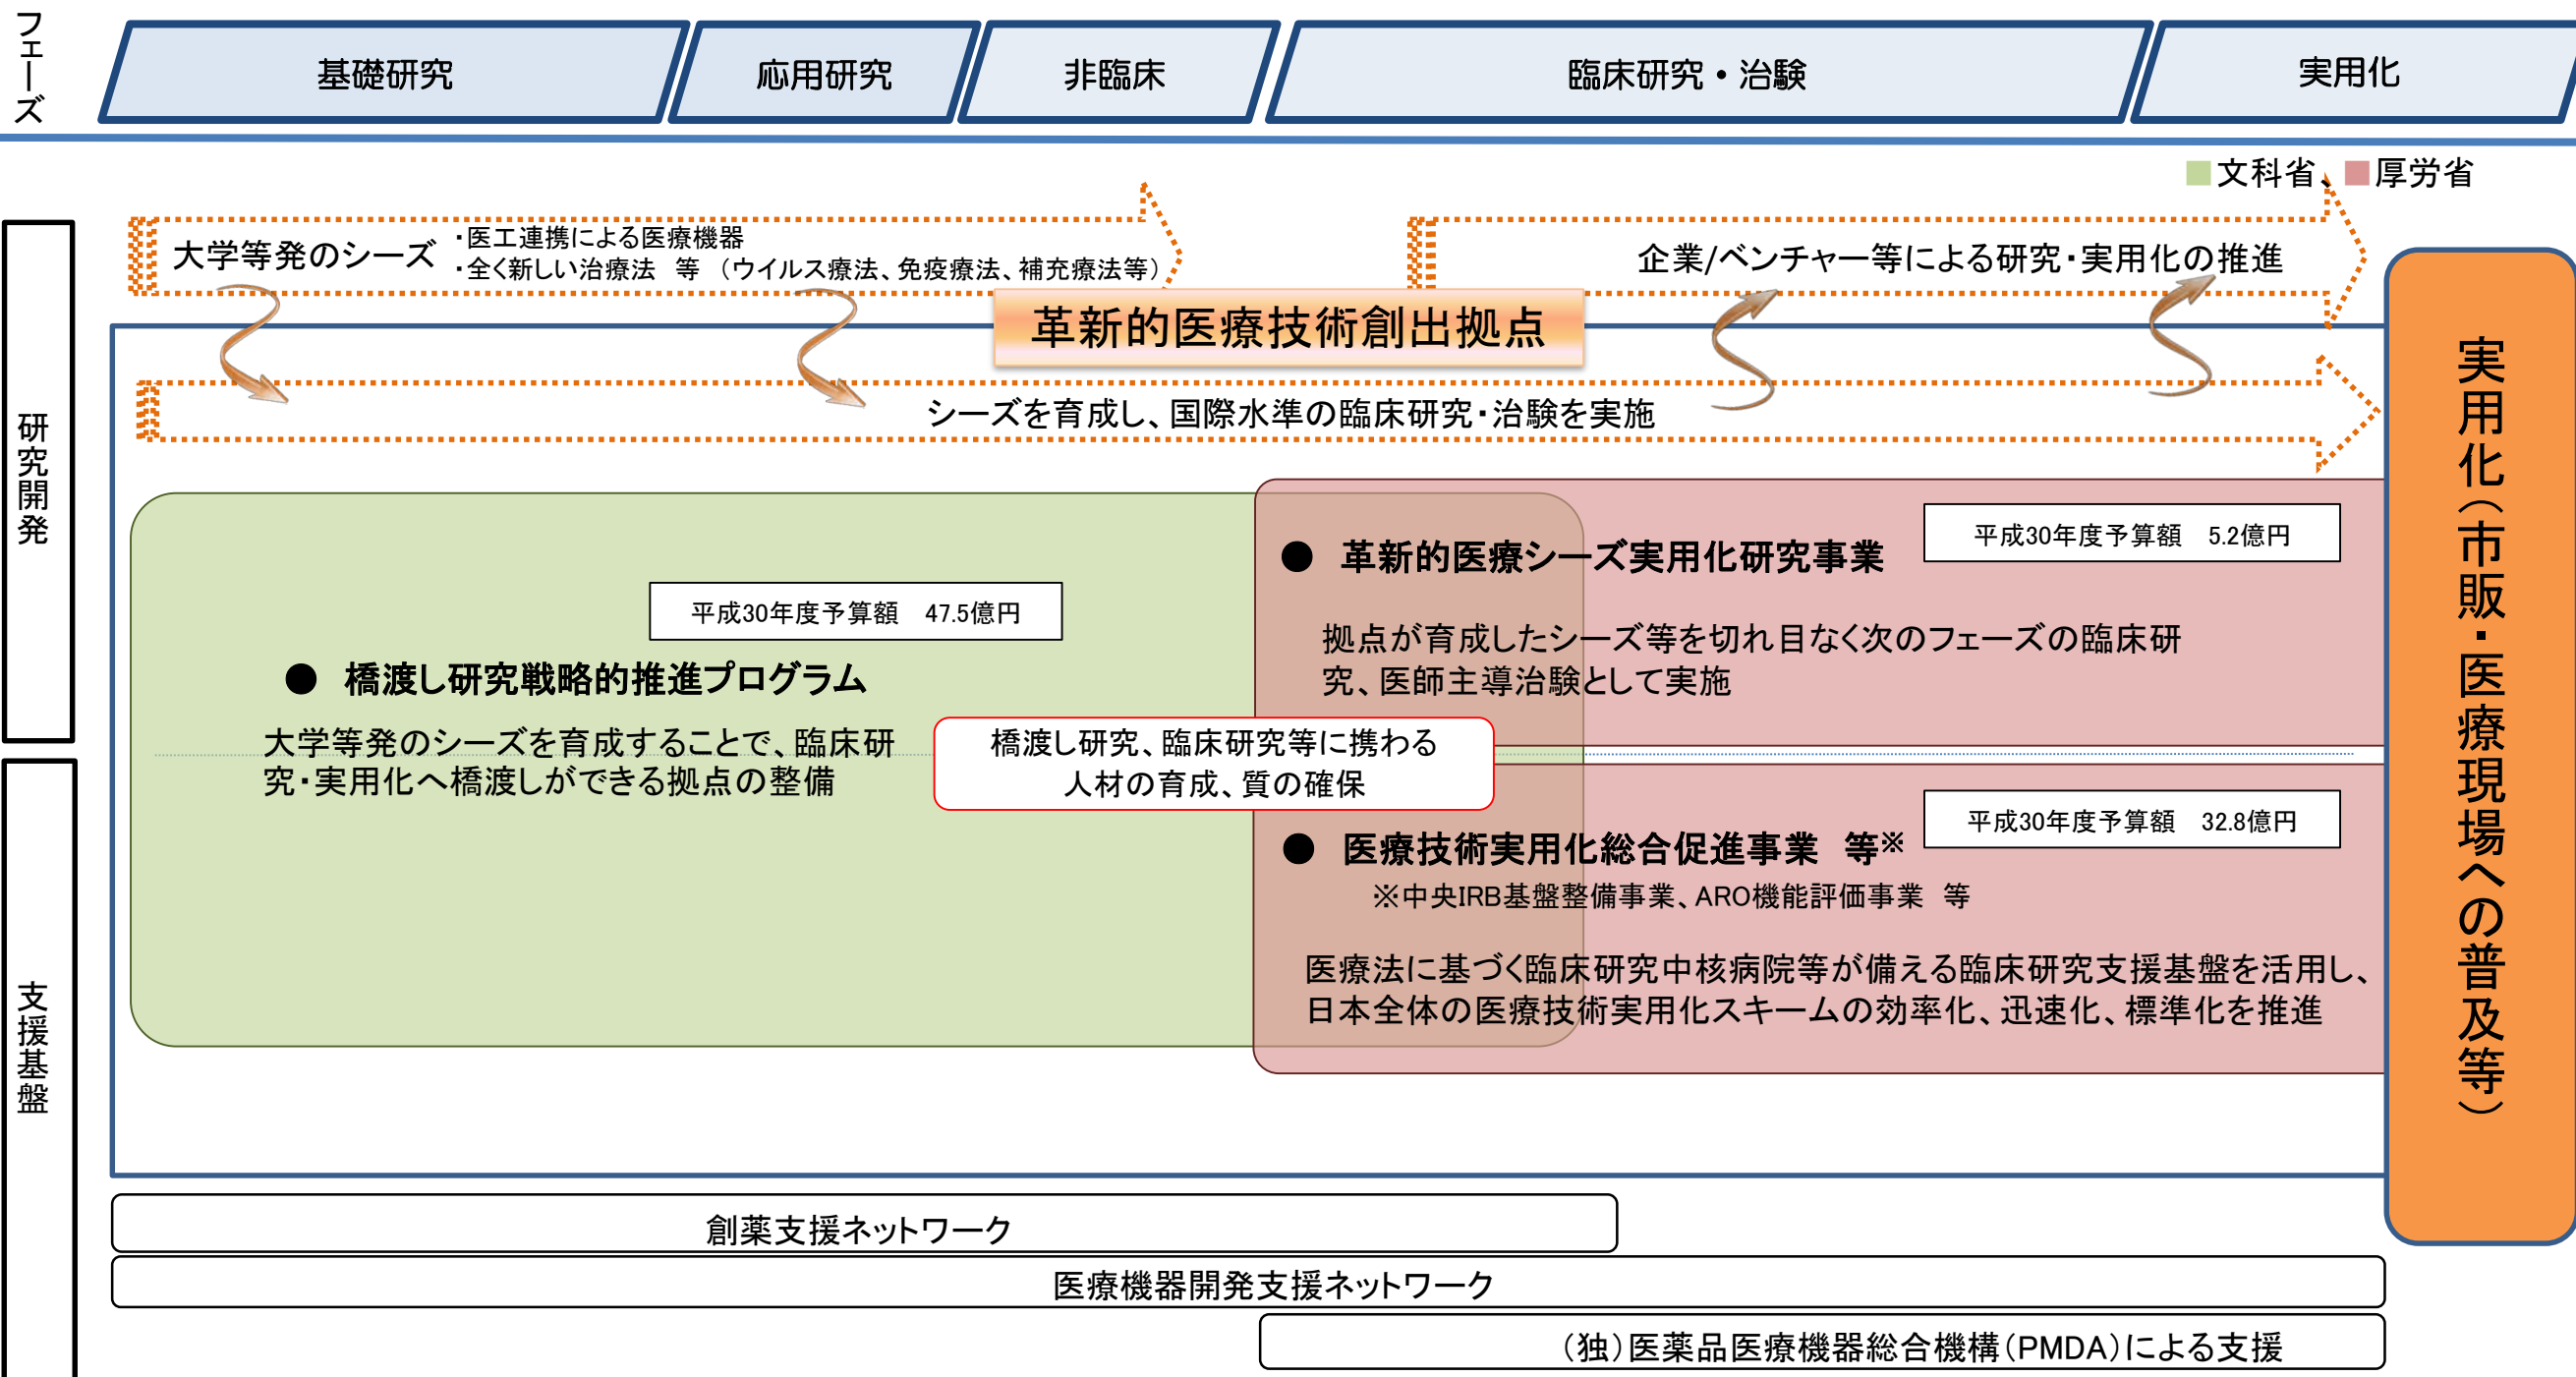 フェーズ
基礎研究
応用研究
非臨床
臨床研究・治験
実用化
文科省、厚労省
大学等発のシーズ
・医工連携による医療機器
・全く新しい治療法 等 (ウイルス療法、免疫療法、補充療法等)
企業/ベンチャー等による研究・実用化の推進
革新的医療技術創出拠点
シーズを育成し、国際水準の臨床研究・治験を実施
研究開発
平成30年度予算額 47.5億円
● 橋渡し研究戦略的推進プログラム
大学等発のシーズを育成することで、臨床研
究・実用化へ橋渡しができる拠点の整備
平成30年度予算額 5.2億円
● 革新的医療シーズ実用化研究事業
拠点が育成したシーズ等を切れ目なく次のフェーズの臨床研
究、医師主導治験として実施
橋渡し研究、臨床研究等に携わる
人材の育成、質の確保
支援基盤
平成30年度予算額 32.8億円
● 医療技術実用化総合促進事業 等※
※中央IRB基盤整備事業、ARO機能評価事業 等
医療法に基づく臨床研究中核病院等が備える臨床研究支援基盤を活用し、
日本全体の医療技術実用化スキームの効率化、迅速化、標準化を推進
実用化(市販・医療現場への普及等)
創薬支援ネットワーク
医療機器開発支援ネットワーク
(独)医薬品医療機器総合機構(PMDA)による支援